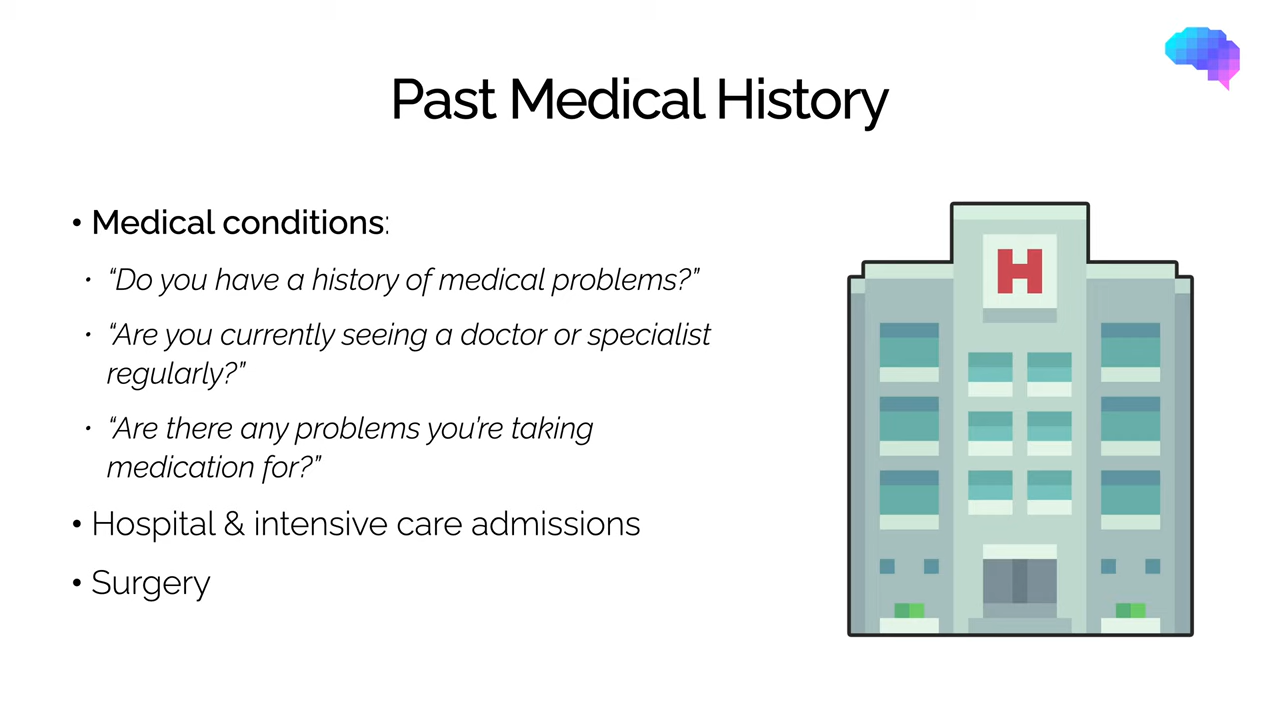 Past Medical History
• Medical conditions:
· “Do you have a history of medical problems?”
· “Are you currently seeing a doctor or specialist
regularly?”
· “Are there any problems you’re taking
medication for?”
• Hospital & intensive care admissions
• Surgery
H